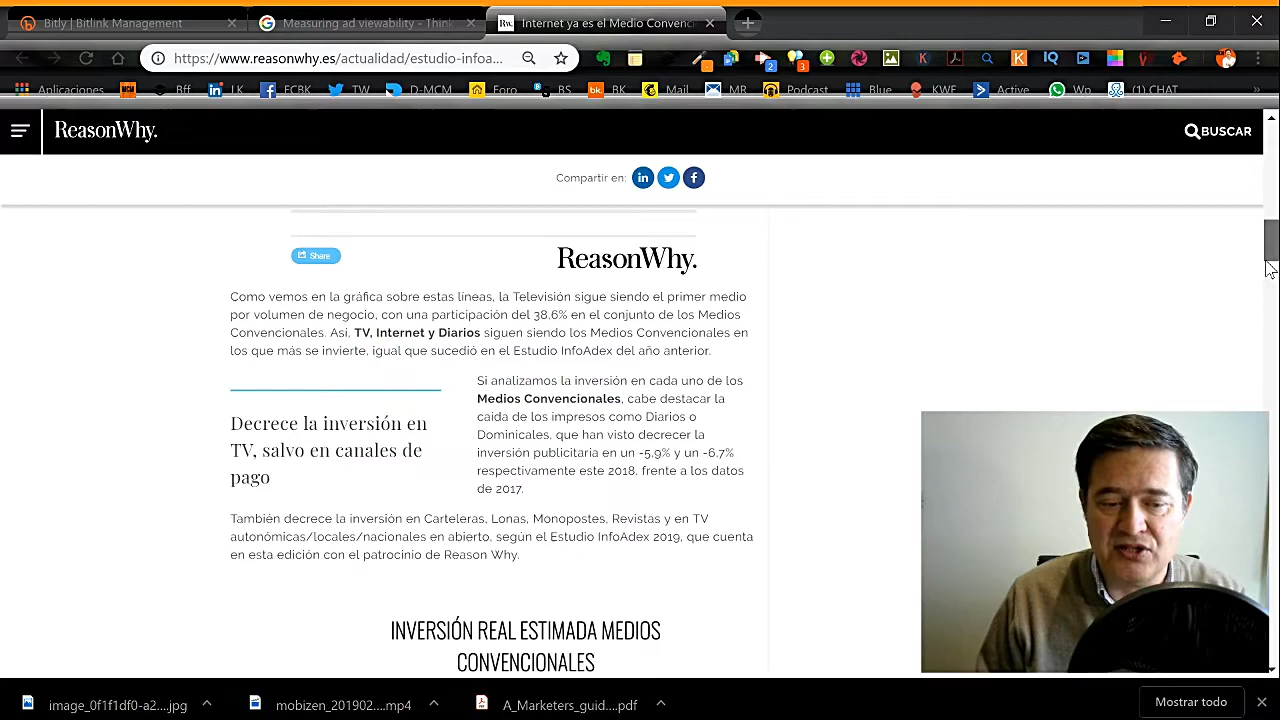 Bitly | Bitlink Management
Measuring ad viewability - Think
Rw. Internet ya es el Medio Convenci
https://www.reasonwhy.es/actualidad/estudio-infoa...
Aplicaciones MCM Bff LK FCBK TW D-MCM Foro BS BK Mail MR Podcast Blue KWF Active Wp (1) CHAT
ReasonWhy.
BUSCAR
Compartir en:
Share
ReasonWhy.
Como vemos en la gráfica sobre estas líneas, la Televisión sigue siendo el primer medio
por volumen de negocio, con una participación del 38.6% en el conjunto de los Medios
Convencionales. Así, TV, Internet y Diarios siguen siendo los Medios Convencionales en
los que más se invierte, igual que sucedió en el Estudio InfoAdex del año anterior.
Decrece la inversión en
TV, salvo en canales de
pago
Si analizamos la inversión en cada uno de los
Medios Convencionales, cabe destacar la
caída de los impresos como Diarios o
Dominicales, que han visto decrecer la
inversión publicitaria en un -5,9% y un -6,7%
respectivamente este 2018, frente a los datos
de 2017.
También decrece la inversión en Carteleras, Lonas, Monopostes, Revistas y en TV
autonómicas/locales/nacionales en abierto, según el Estudio InfoAdex 2019, que cuenta
en esta edición con el patrocinio de Reason Why.
INVERSIÓN REAL ESTIMADA MEDIOS
CONVENCIONALES
image_0f1f1df0-a2....jpg
mobizen_201902....mp4
A_Marketers_guid....pdf
Mostrar todo